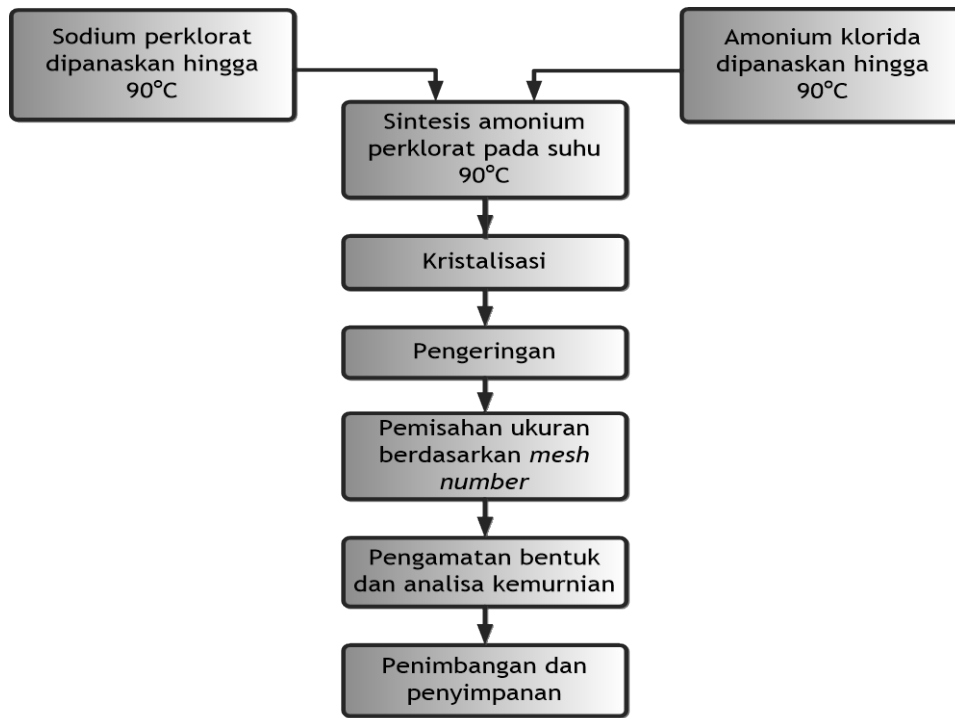 Sodium perklorat
dipanaskan hingga
90°C
Amonium klorida
dipanaskan hingga
90°C
Sintesis amonium
perklorat pada suhu
90°C
Kristalisasi
Pengeringan
Pemisahan ukuran
berdasarkan mesh
number
Pengamatan bentuk
dan analisa kemurnian
Penimbangan dan
penyimpanan